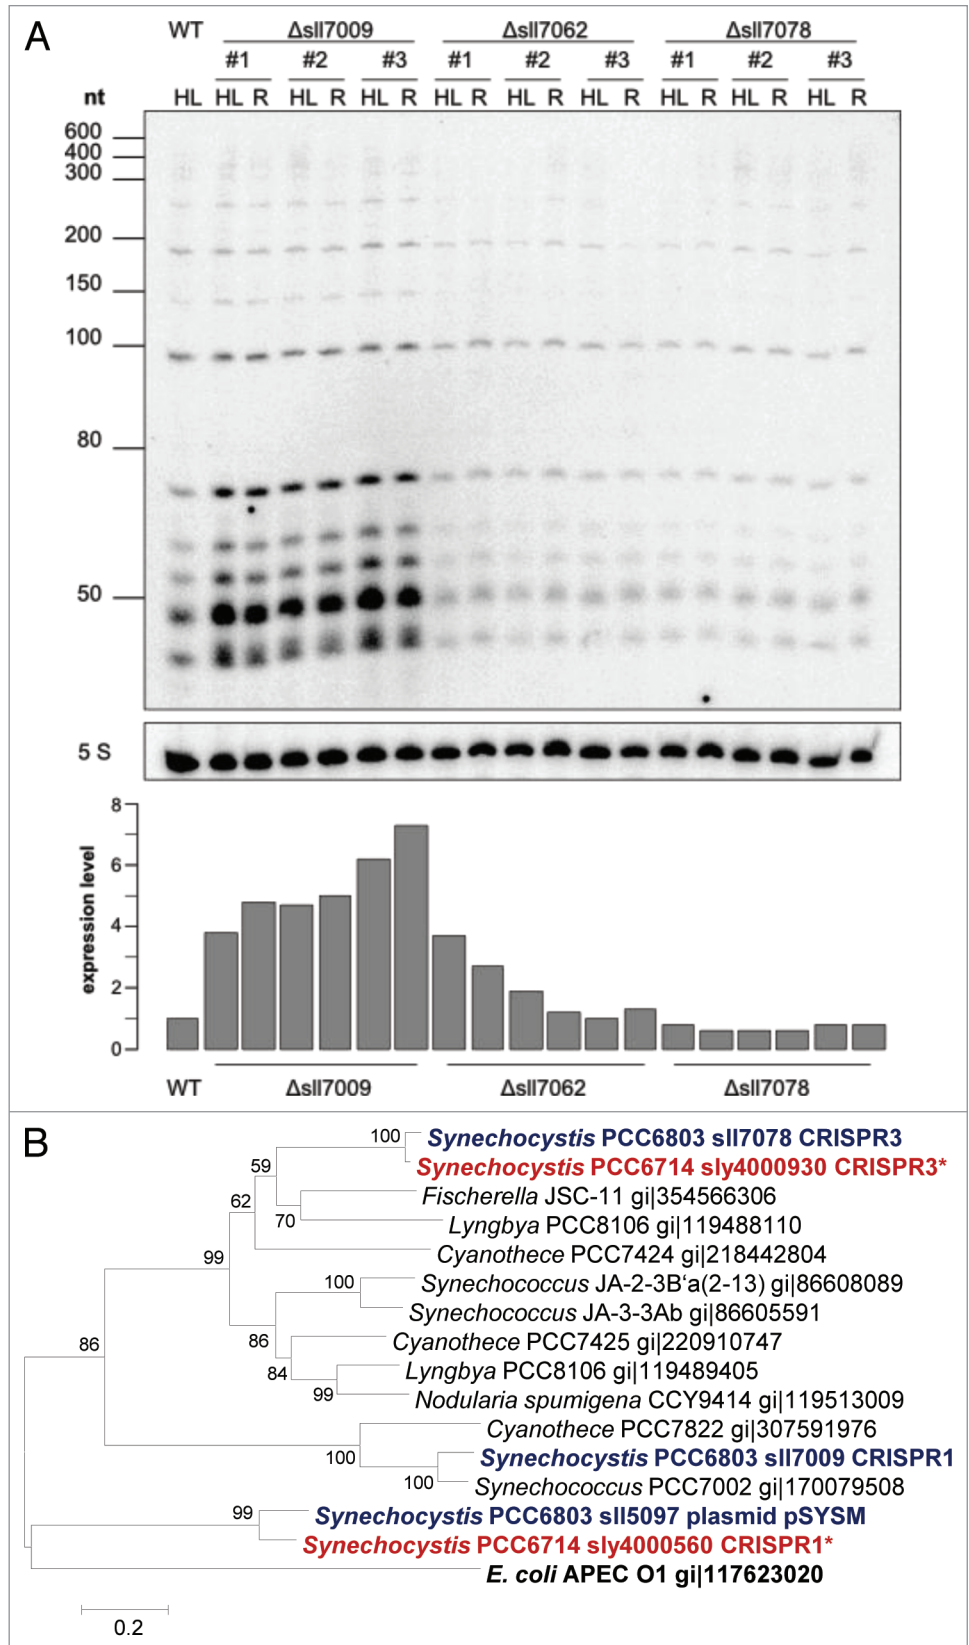 A
WT Δsll7009 Δsll7062 Δsll7078
#1 #2 #3 #1 #2 #3 #1 #2 #3
nt HL HL R HL R HL R HL R HL R HL R HL R HL R HL R
600
400
300
200
150
100
80
50
5 S
8
6
4
2
0
expression level
WT Δsll7009 Δsll7062 Δsll7078
B
100 Synechocystis PCC6803 sll7078 CRISPR3
59 Synechocystis PCC6714 sly4000930 CRISPR3*
62 Fischerella JSC-11 gi|354566306
70 Lyngbya PCC8106 gi|119488110
99 Cyanothece PCC7424 gi|218442804
100 Synechococcus JA-2-3B‘a(2-13) gi|86608089
Synechococcus JA-3-3Ab gi|86605591
86 86 Cyanothece PCC7425 gi|220910747
84 Lyngbya PCC8106 gi|119489405
99 Nodularia spumigena CCY9414 gi|119513009
Cyanothece PCC7822 gi|307591976
100 Synechocystis PCC6803 sll7009 CRISPR1
100 Synechococcus PCC7002 gi|170079508
99 Synechocystis PCC6803 sll5097 plasmid pSYSM
Synechocystis PCC6714 sly4000560 CRISPR1*
E. coli APEC O1 gi|117623020
0.2